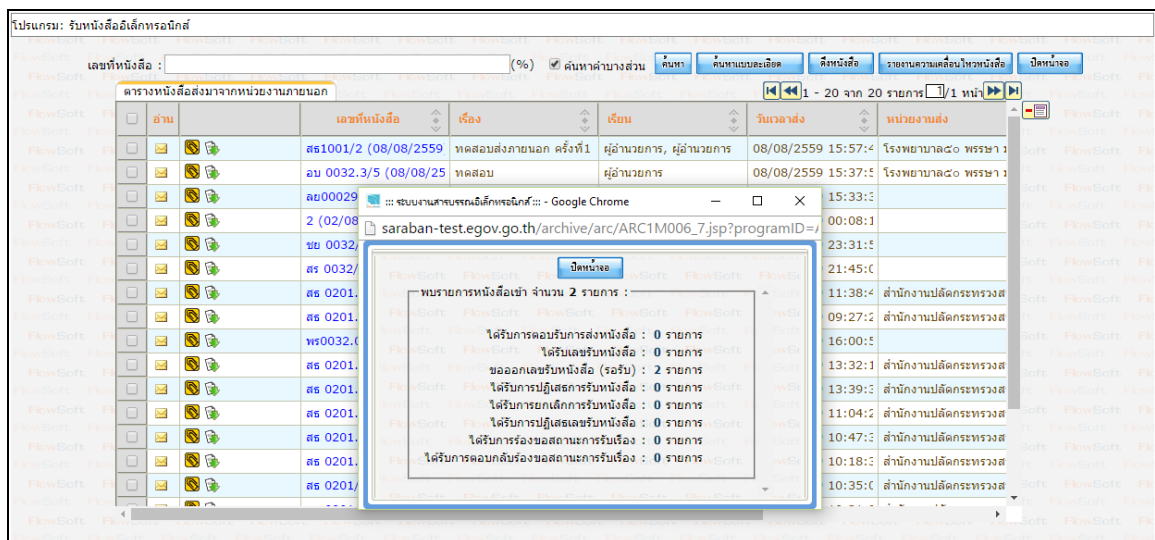 โปรแกรม: รับหนังสืออิเล็กทรอนิกส์
เลขที่หนังสือ : (%) ค้นหาคำบางส่วน ค้นหา ค้นหาแบบละเอียด ดึงหนังสือ รายงานความเคลื่อนไหวหนังสือ ปิดหน้าจอ
ตารางหนังสือส่งมาจากหน่วยงานภายนอก 1 - 20 จาก 20 รายการ 1/1 หน้า
อ่าน เลขที่หนังสือ เรื่อง เรียน วันเวลาส่ง หน่วยงานส่ง
สธ1001/2 (08/08/2559 ทดสอบส่งภายนอก ครั้งที่1 ผู้อำนวยการ, ผู้อำนวยการ 08/08/2559 15:57:4 โรงพยาบาล๕๐ พรรษา
อบ 0032.3/5 (08/08/25 ทดสอบ ผู้อำนวยการ 08/08/2559 15:37:5 โรงพยาบาล๕๐ พรรษา
ลย00029 15:33:3
2 (02/08 00:08:1
ชย 0032/ 23:31:5
สร 0032/ 21:45:0
สธ 0201. 11:38:4 สำนักงานปลัดกระทรวงส
สธ 0201. 09:27:2 สำนักงานปลัดกระทรวงส
พร0032.0 16:00:5
สธ 0201. 13:32:1 สำนักงานปลัดกระทรวงส
สธ 0201. 13:39:3 สำนักงานปลัดกระทรวงส
สธ 0201. 11:04:2 สำนักงานปลัดกระทรวงส
สธ 0201. 10:47:3 สำนักงานปลัดกระทรวงส
สธ 0201. 10:18:3 สำนักงานปลัดกระทรวงส
สธ 0201/ 10:35:0 สำนักงานปลัดกระทรวงส
::: ระบบงานสารบรรณอิเล็กทรอนิกส์ ::: - Google Chrome
saraban-test.egov.go.th/archive/arc/ARC1M006_7.jsp?programID=
ปิดหน้าจอ
พบรายการหนังสือเข้า จำนวน 2 รายการ :
ได้รับการตอบรับการส่งหนังสือ : 0 รายการ
ได้รับเลขรับหนังสือ : 0 รายการ
ขอออกเลขรับหนังสือ (รอรับ) : 2 รายการ
ได้รับการปฏิเสธการรับหนังสือ : 0 รายการ
ได้รับการยกเลิกการรับหนังสือ : 0 รายการ
ได้รับการปฏิเสธเลขรับหนังสือ : 0 รายการ
ได้รับการร้องขอสถานะการรับเรื่อง : 0 รายการ
ได้รับการตอบกลับร้องขอสถานะการรับเรื่อง : 0 รายการ